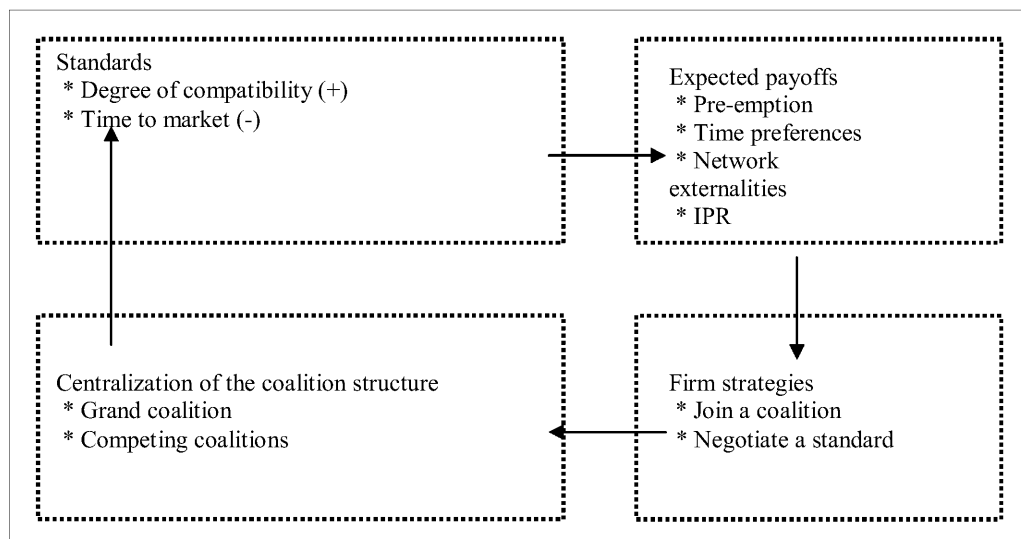 Standards
* Degree of compatibility (+)
* Time to market (-)
Expected payoffs
* Pre-emption
* Time preferences
* Network
externalities
* IPR
Centralization of the coalition structure
* Grand coalition
* Competing coalitions
Firm strategies
* Join a coalition
* Negotiate a standard